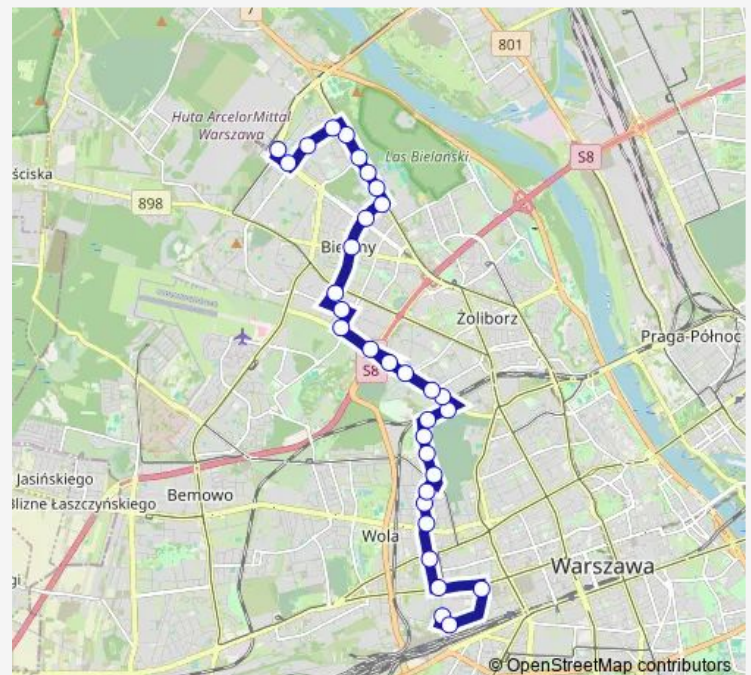 7
801
Huta ArcelorMittal
Warszawa
Las Bielański
S8
ściska
898
Bielany
Żoliborz
Praga-Północ
S8
Jasińskiego
Blizne Łaszczyńskiego
Bemowo
Wola
gi
Warszawa
© OpenStreetMap contributors